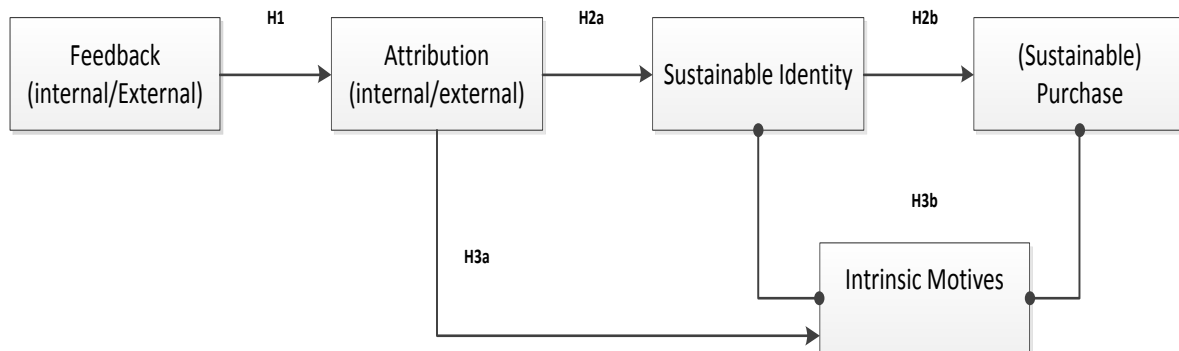 H1
H2a
H2b
Feedback
(internal/External)
Attribution
(internal/external)
Sustainable Identity
(Sustainable)
Purchase
H3b
H3a
Intrinsic Motives